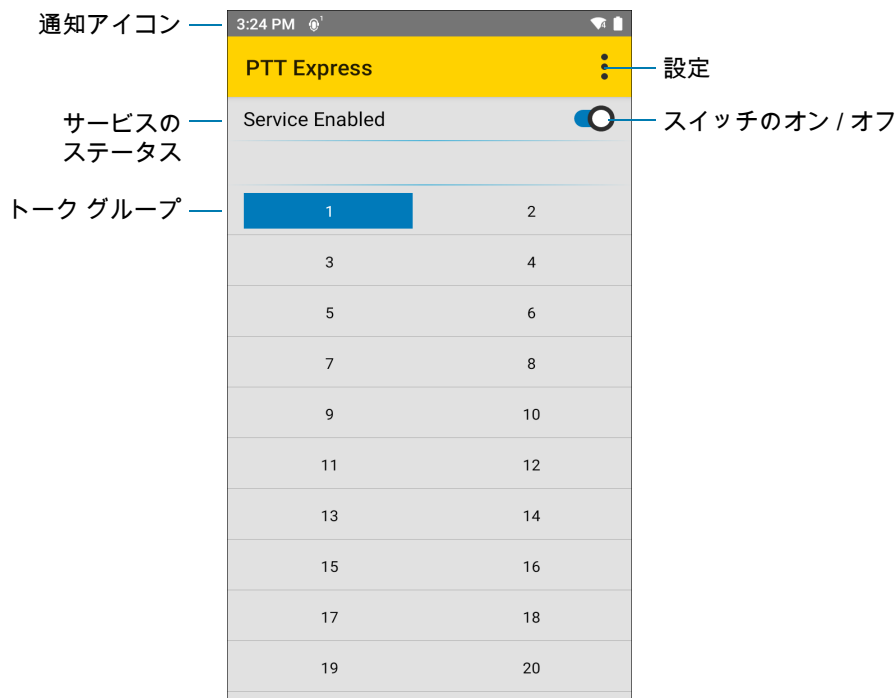 通知アイコン
3:24 PM 1
PTT Express
設定
サービスの
ステータス
Service Enabled
スイッチのオン / オフ
トーク グループ
1 2
3 4
5 6
7 8
9 10
11 12
13 14
15 16
17 18
19 20